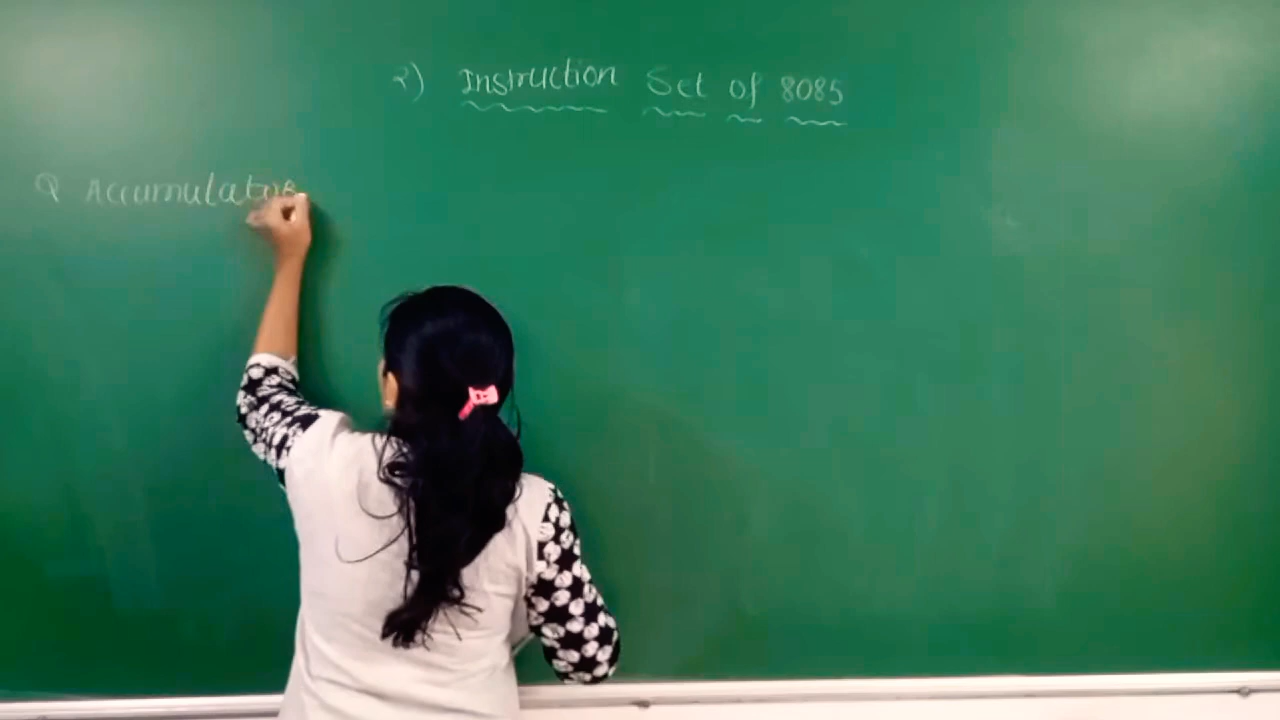 2) Instruction Set of 8085
Q Accumulator